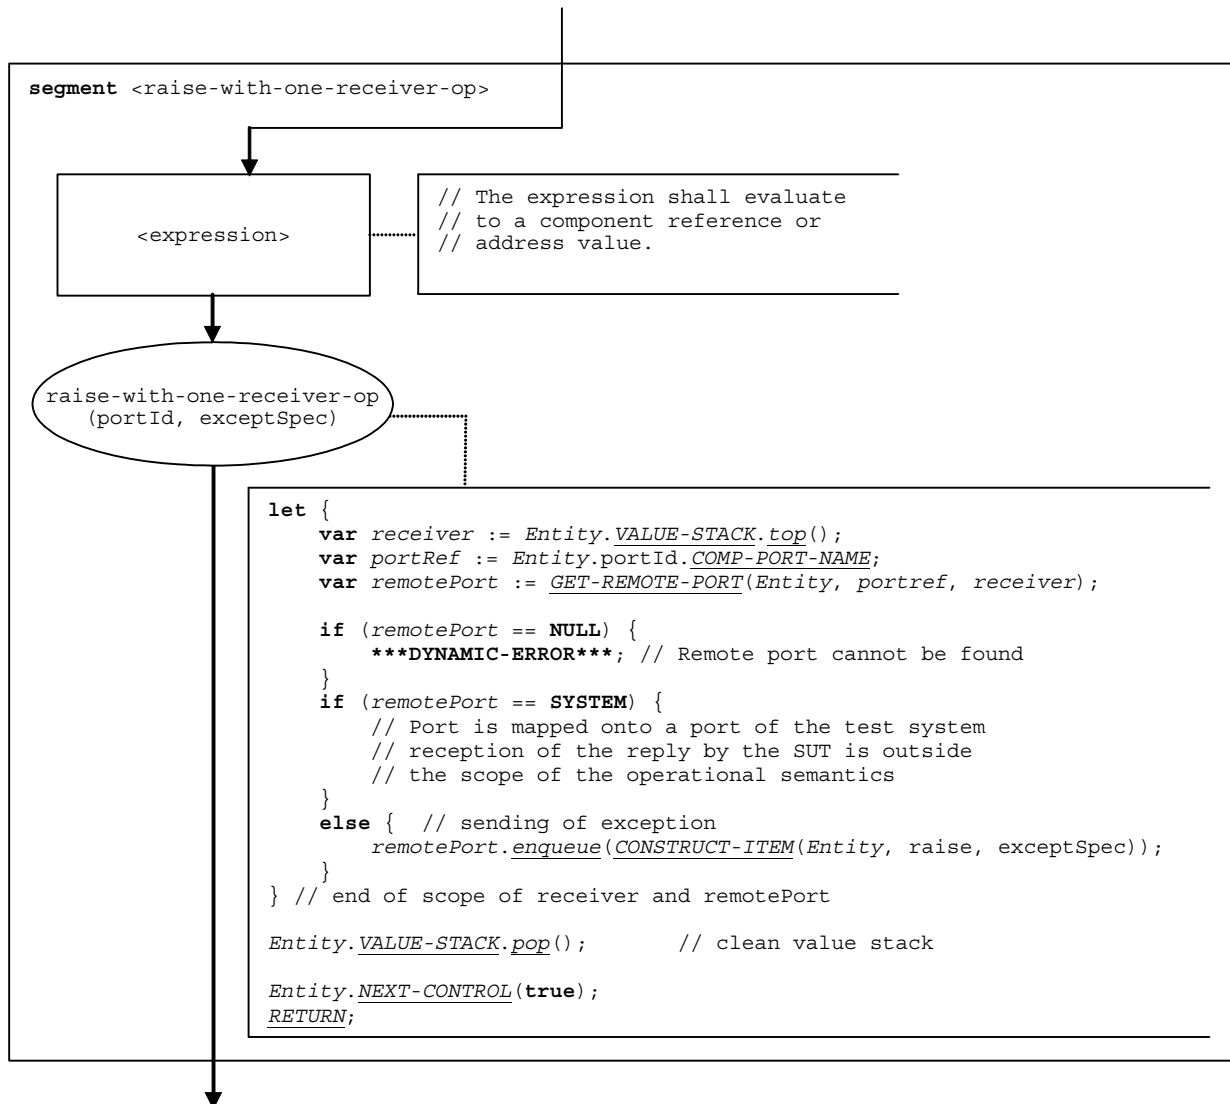 segment <raise-with-one-receiver-op>
<expression>
// The expression shall evaluate
// to a component reference or
// address value.
raise-with-one-receiver-op
(portId, exceptSpec)
let {
    var receiver := Entity.VALUE-STACK.top();
    var portRef := Entity.portId.COMP-PORT-NAME;
    var remotePort := GET-REMOTE-PORT(Entity, portref, receiver);
    if (remotePort == NULL) {
        ***DYNAMIC-ERROR***; // Remote port cannot be found
    }
    if (remotePort == SYSTEM) {
        // Port is mapped onto a port of the test system
        // reception of the reply by the SUT is outside
        // the scope of the operational semantics
    }
    else {  // sending of exception
        remotePort.enqueue(CONSTRUCT-ITEM(Entity, raise, exceptSpec));
    }
} // end of scope of receiver and remotePort
Entity.VALUE-STACK.pop();        // clean value stack
Entity.NEXT-CONTROL(true);
RETURN;